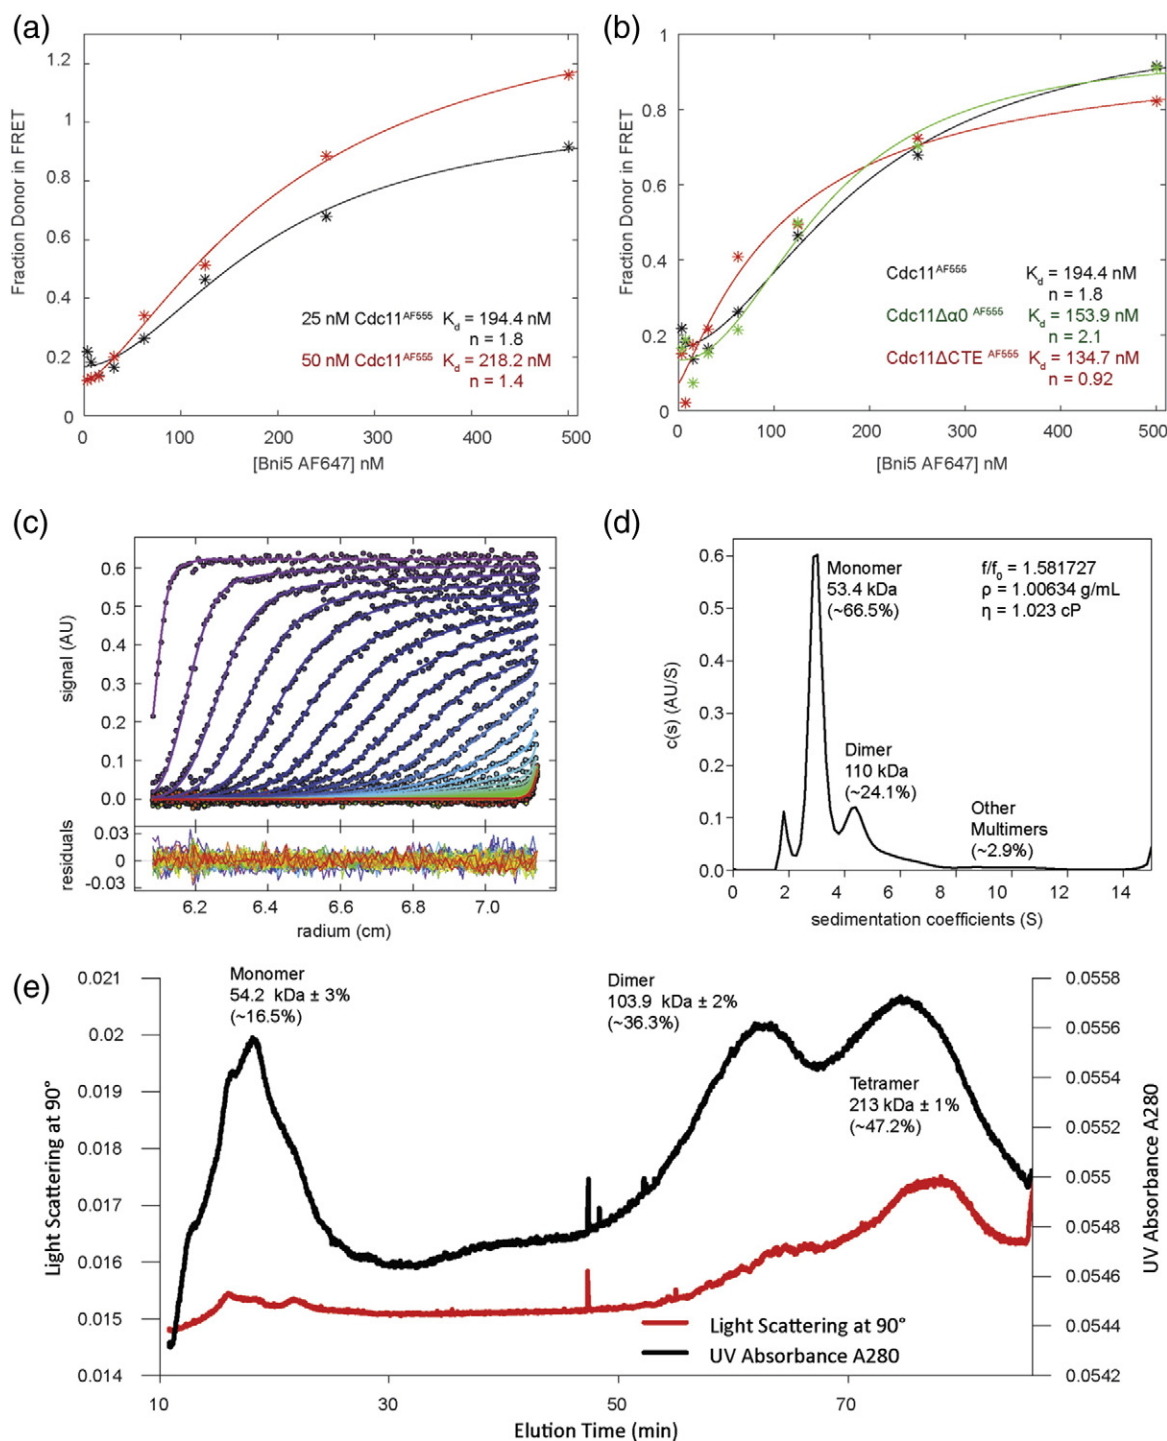 (a)
1.2
1
0.8
0.6
0.4
0.2
0
Fraction Donor in FRET
25 nM Cdc11AF555 Kd = 194.4 nM
n = 1.8
50 nM Cdc11AF555 Kd = 218.2 nM
n = 1.4
0 100 200 300 400 500
[Bni5 AF647] nM
(b)
1
0.8
0.6
0.4
0.2
0
Fraction Donor in FRET
Cdc11AF555 Kd = 194.4 nM
n = 1.8
Cdc11Δα0 AF555 Kd = 153.9 nM
n = 2.1
Cdc11ΔCTE AF555 Kd = 134.7 nM
n = 0.92
0 100 200 300 400 500
[Bni5 AF647] nM
(c)
0.6
0.5
0.4
0.3
0.2
0.1
0.0
signal (AU)
0.03
0
-0.03
residuals
6.2 6.4 6.6 6.8 7.0
radium (cm)
(d)
0.6
0.5
0.4
0.3
0.2
0.1
0.0
c(s) (AU/S)
Monomer
53.4 kDa
(~66.5%)
f/f0 = 1.581727
ρ = 1.00634 g/mL
η = 1.023 cP
Dimer
110 kDa
(~24.1%)
Other
Multimers
(~2.9%)
0 2 4 6 8 10 12 14
sedimentation coefficients (S)
(e)
0.021
0.02
0.019
0.018
0.017
0.016
0.015
0.014
Light Scattering at 90°
Monomer
54.2 kDa ± 3%
(~16.5%)
Dimer
103.9 kDa ± 2%
(~36.3%)
Tetramer
213 kDa ± 1%
(~47.2%)
Light Scattering at 90°
UV Absorbance A280
0.0558
0.0556
0.0554
0.0552
0.055
0.0548
0.0546
0.0544
0.0542
UV Absorbance A280
10 30 50 70
Elution Time (min)